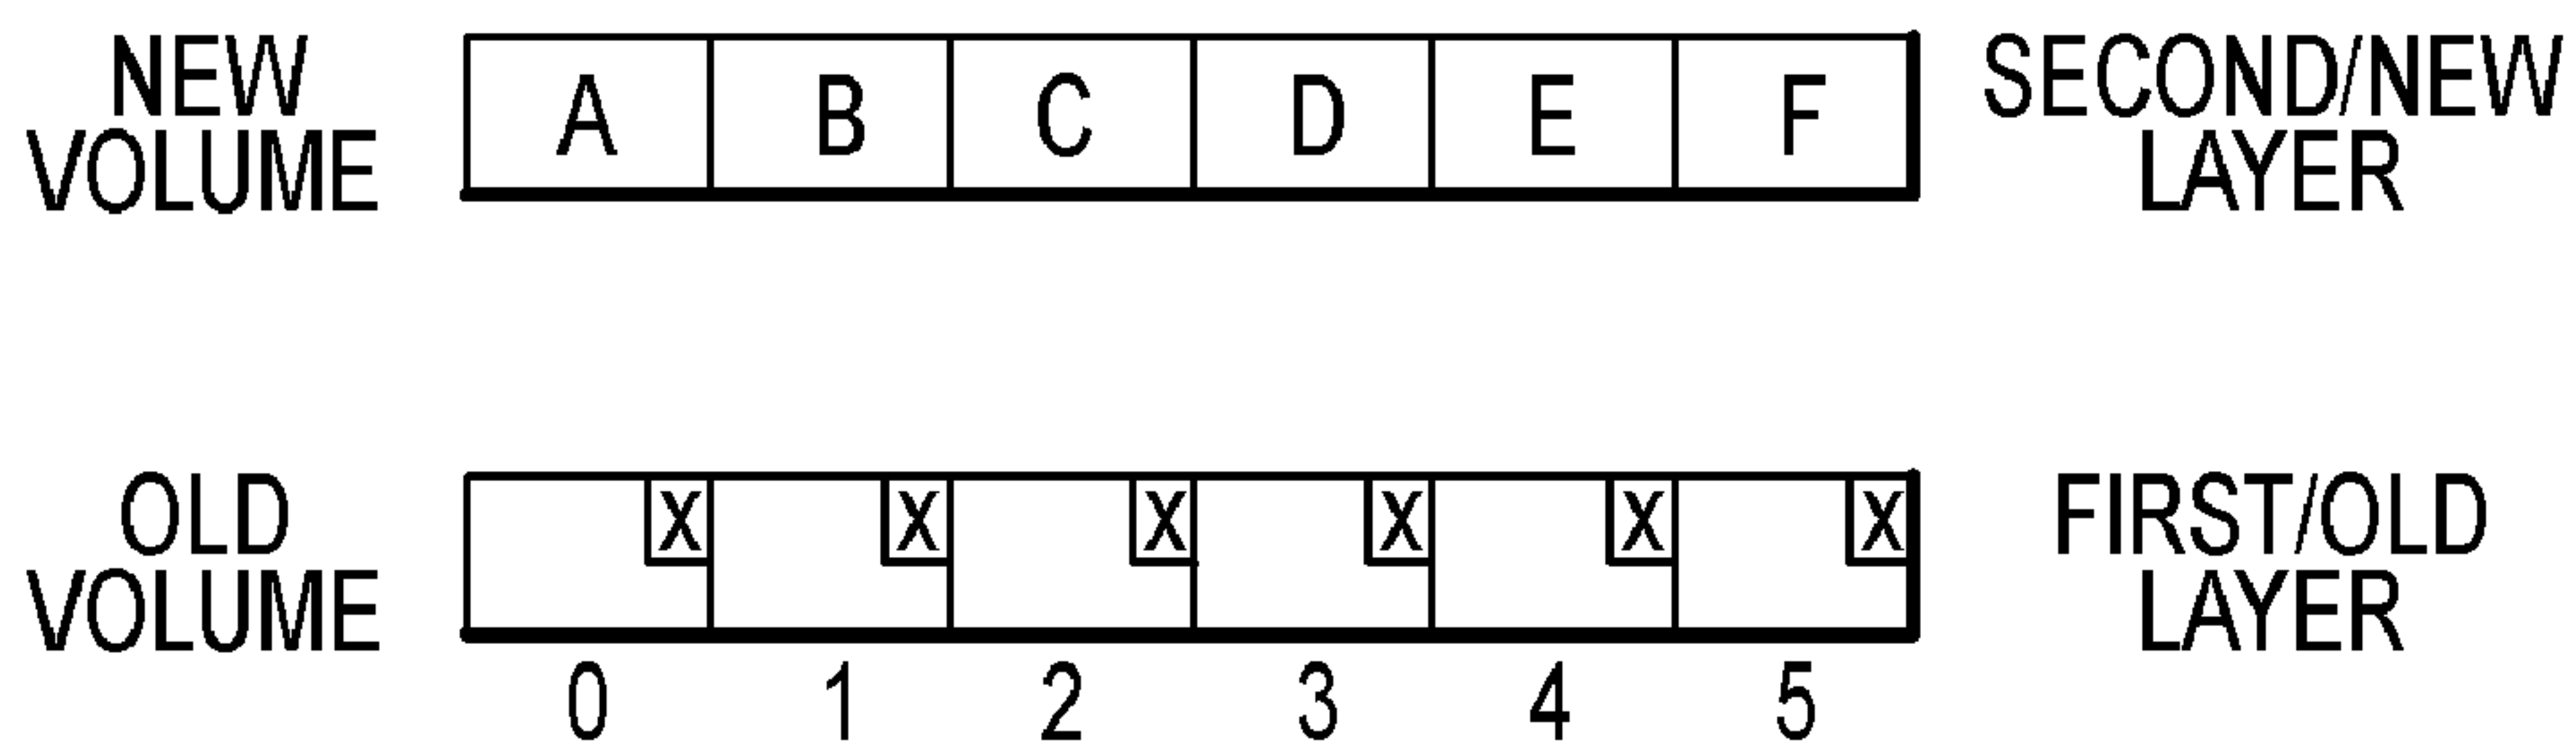 NEW VOLUME
A B C D E F
SECOND/NEW LAYER
OLD VOLUME
X X X X X X
FIRST/OLD LAYER
0 1 2 3 4 5